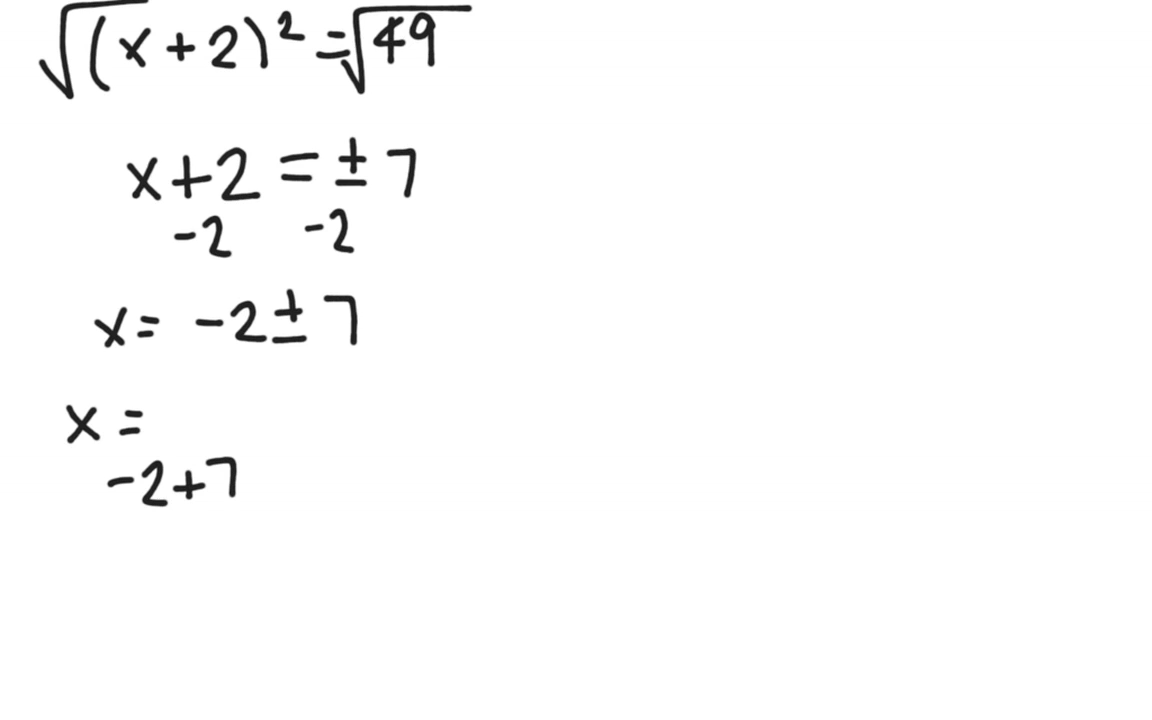 √(x+2)² = √49
x+2 = ±7
-2 -2
x = -2 ± 7
x =
-2+7